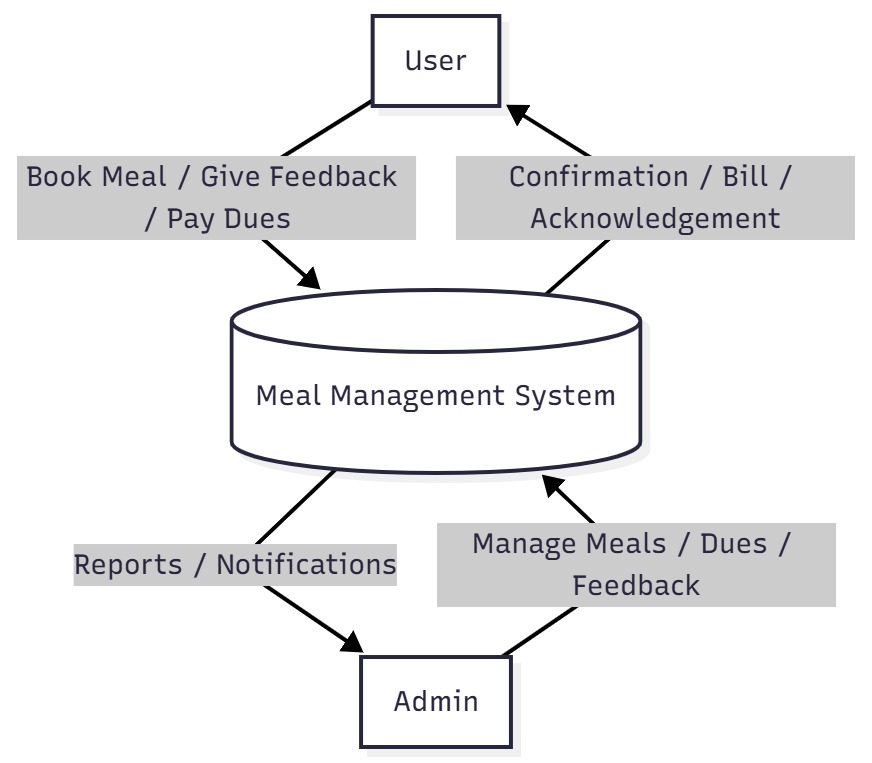 User
Book Meal / Give Feedback
/ Pay Dues
Confirmation / Bill /
Acknowledgement
Meal Management System
Reports / Notifications
Manage Meals / Dues /
Feedback
Admin